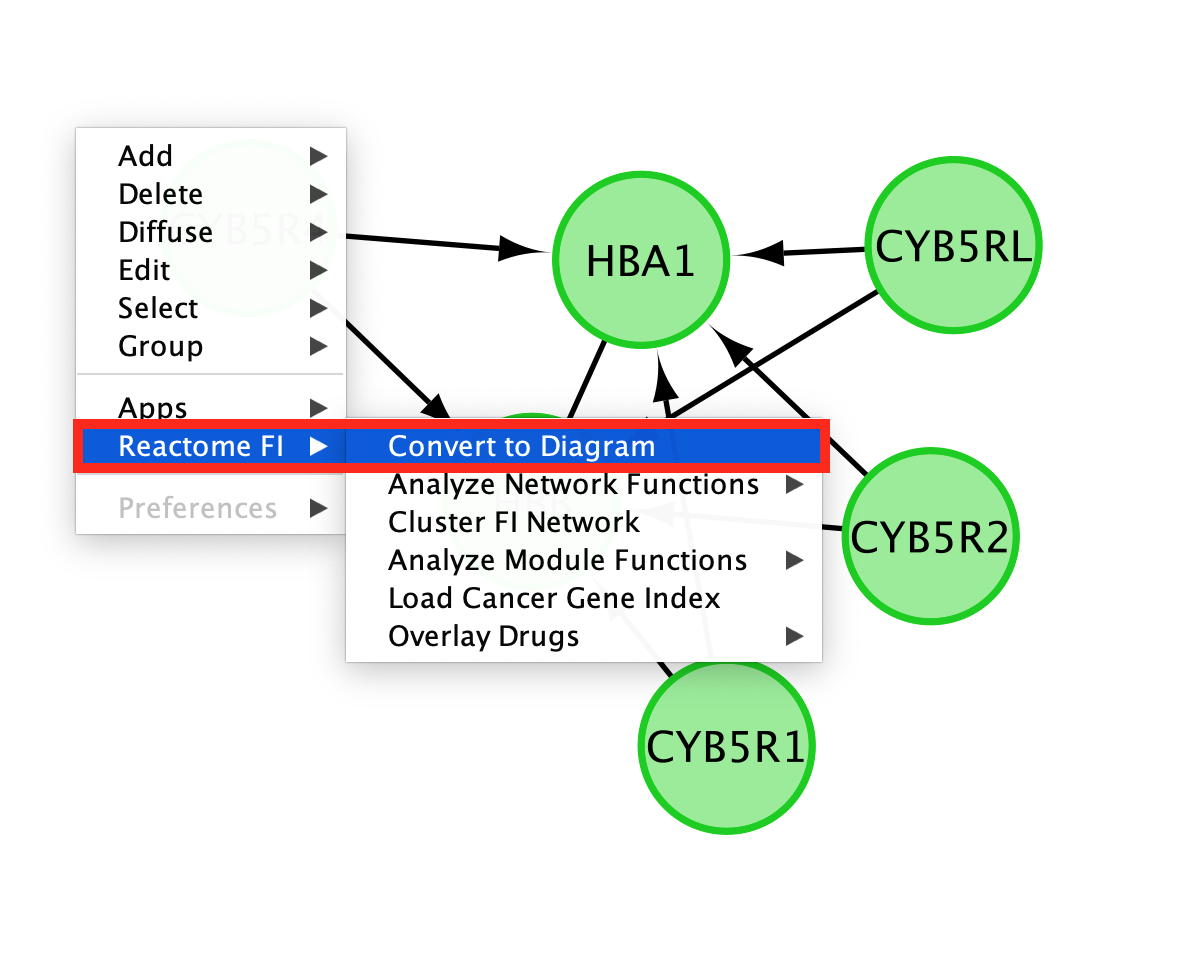 Add
Delete
Diffuse
Edit
Select
Group
Apps
Reactome FI
Preferences
Convert to Diagram
Analyze Network Functions
Cluster FI Network
Analyze Module Functions
Load Cancer Gene Index
Overlay Drugs
HBA1
CYB5RL
CYB5R2
CYB5R1